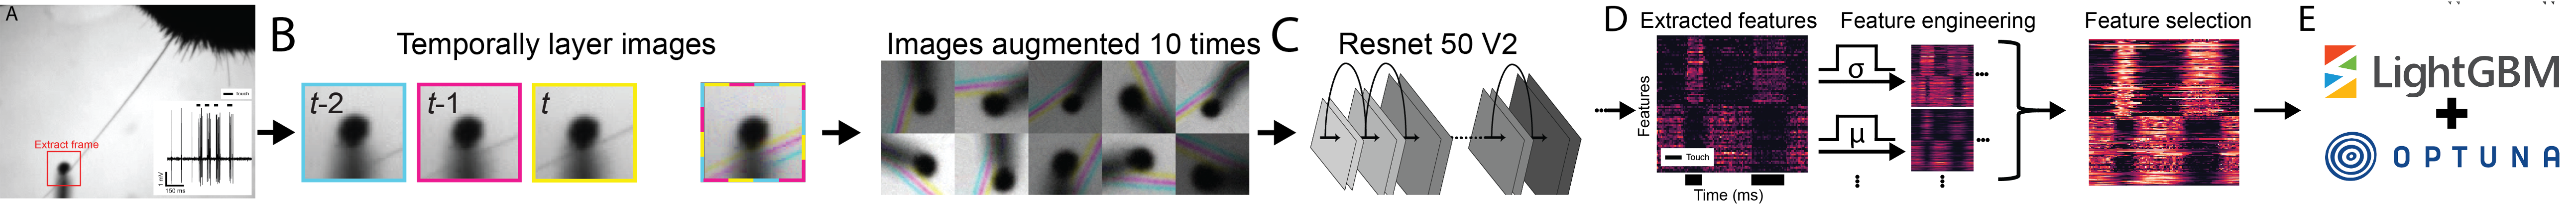 A
Touch
1 mV
150 ms
Extract frame
B
Temporally layer images
t-2
t-1
t
Images augmented 10 times
C
Resnet 50 V2
D
Extracted features
Features
Touch
Time (ms)
Feature engineering
σ
μ
Feature selection
E
LightGBM
+
OPTUNA